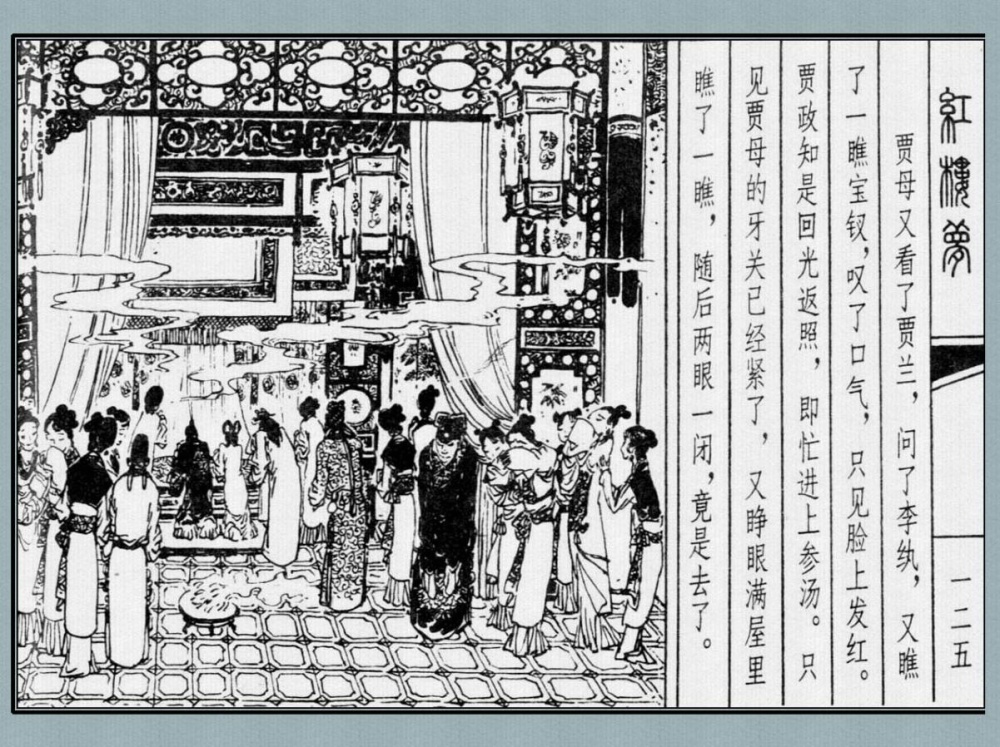 紅樓夢
一二五
贾母又看了贾兰，问了李纨，又瞧
了一瞧宝钗，叹了口气，只见脸上发红。
贾政知是回光返照，即忙进上参汤。只
见贾母的牙关已经紧了，又睁眼满屋里
瞧了一瞧，随后两眼一闭，竟是去了。